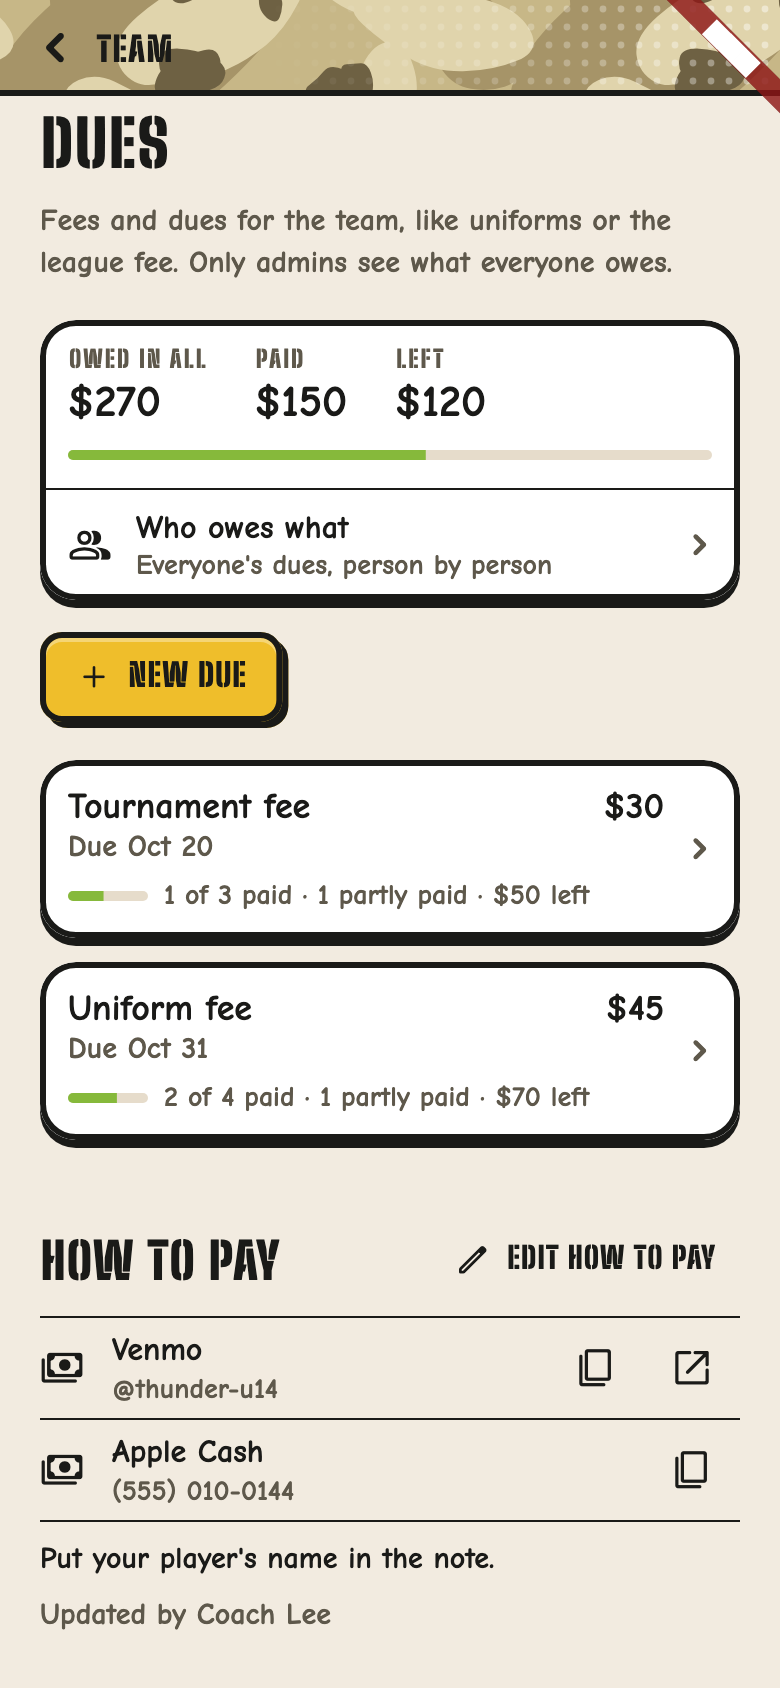 TEAM
DUES
Fees and dues for the team, like uniforms or the
league fee. Only admins see what everyone owes.
OWED IN ALL PAID LEFT
$270 $150 $120
Who owes what
Everyone's dues, person by person
+ NEW DUE
Tournament fee $30
Due Oct 20
1 of 3 paid · 1 partly paid · $50 left
Uniform fee $45
Due Oct 31
2 of 4 paid · 1 partly paid · $70 left
HOW TO PAY EDIT HOW TO PAY
Venmo
@thunder-u14
Apple Cash
(555) 010-0144
Put your player's name in the note.
Updated by Coach Lee